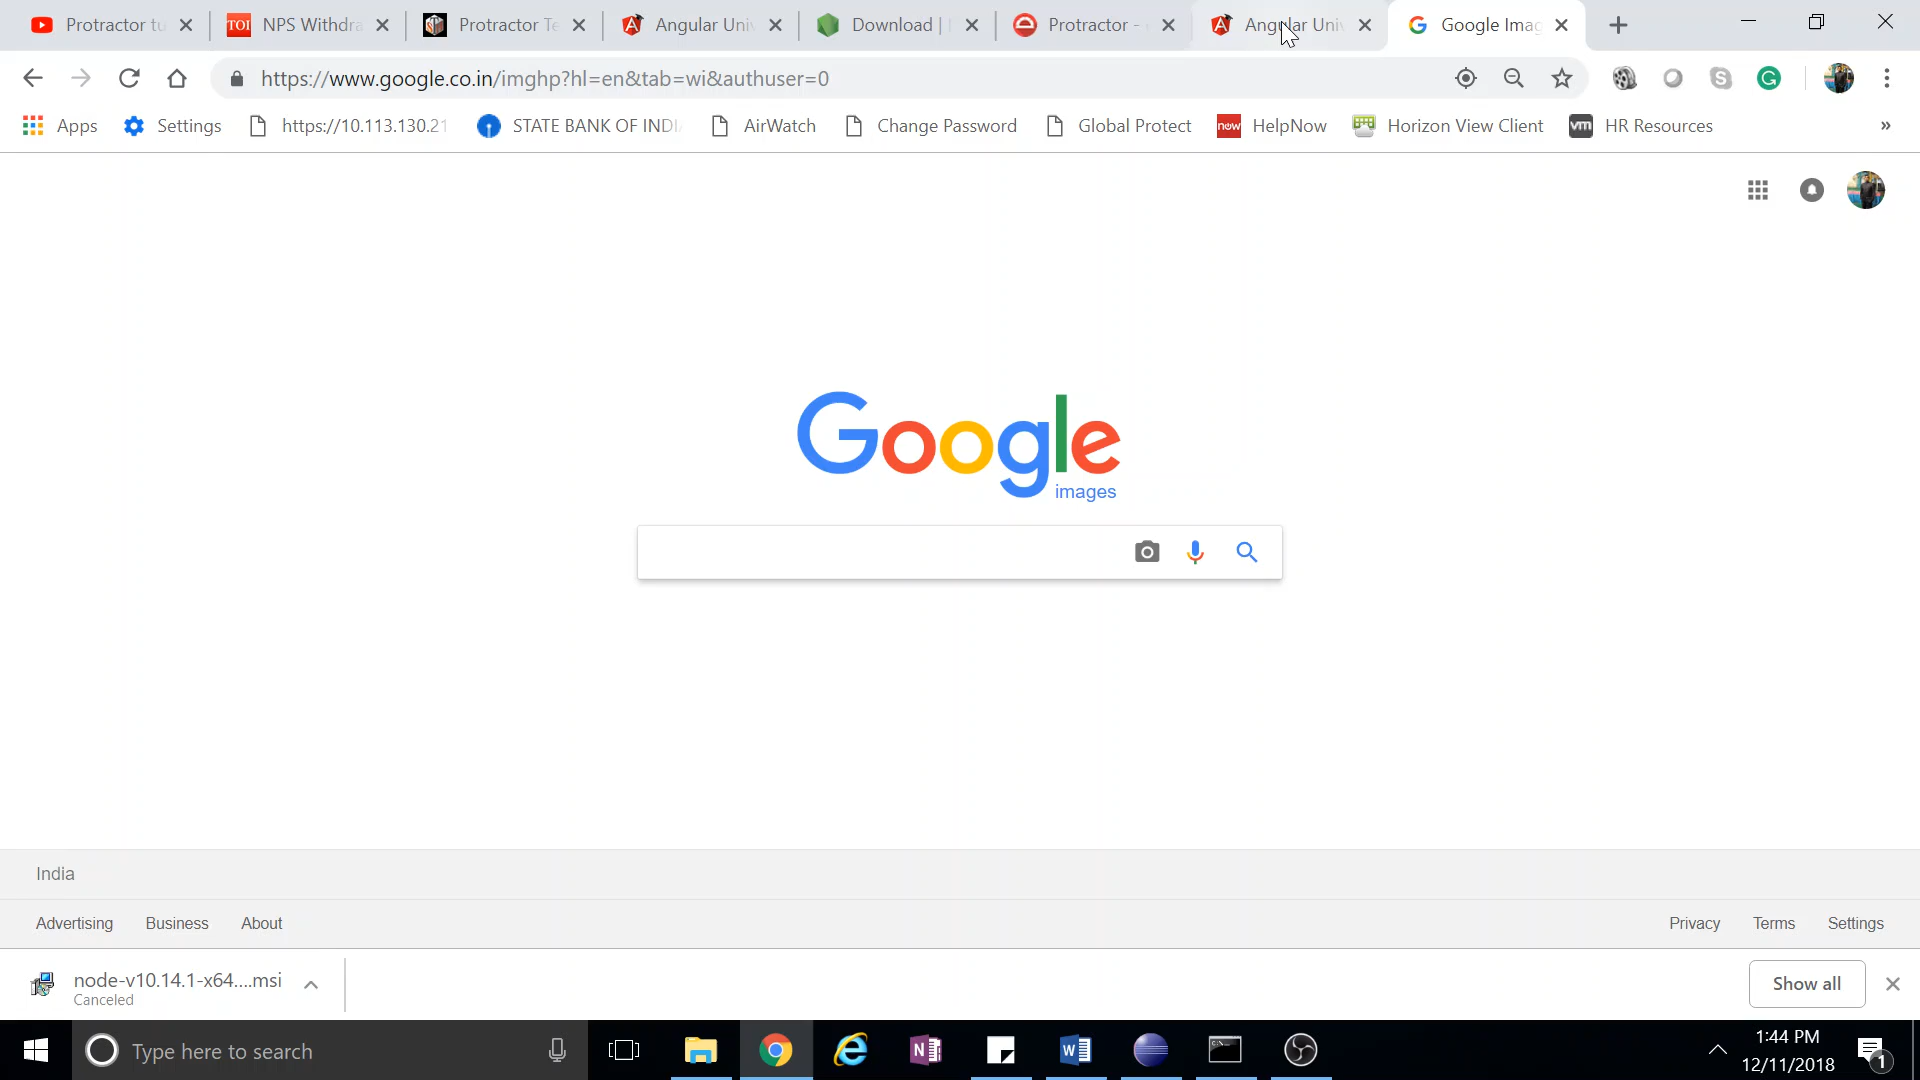 Protractor tu
NPS Withdra
Protractor Te
Angular Univ
Download |
Protractor -
Angular Univ
Google Imag
https://www.google.co.in/imghp?hl=en&tab=wi&authuser=0
Apps
Settings
https://10.113.130.21
STATE BANK OF INDI
AirWatch
Change Password
Global Protect
HelpNow
Horizon View Client
HR Resources
»
Google
images
India
Advertising
Business
About
Privacy
Terms
Settings
node-v10.14.1-x64....msi
Canceled
Show all
Type here to search
1:44 PM
12/11/2018
1